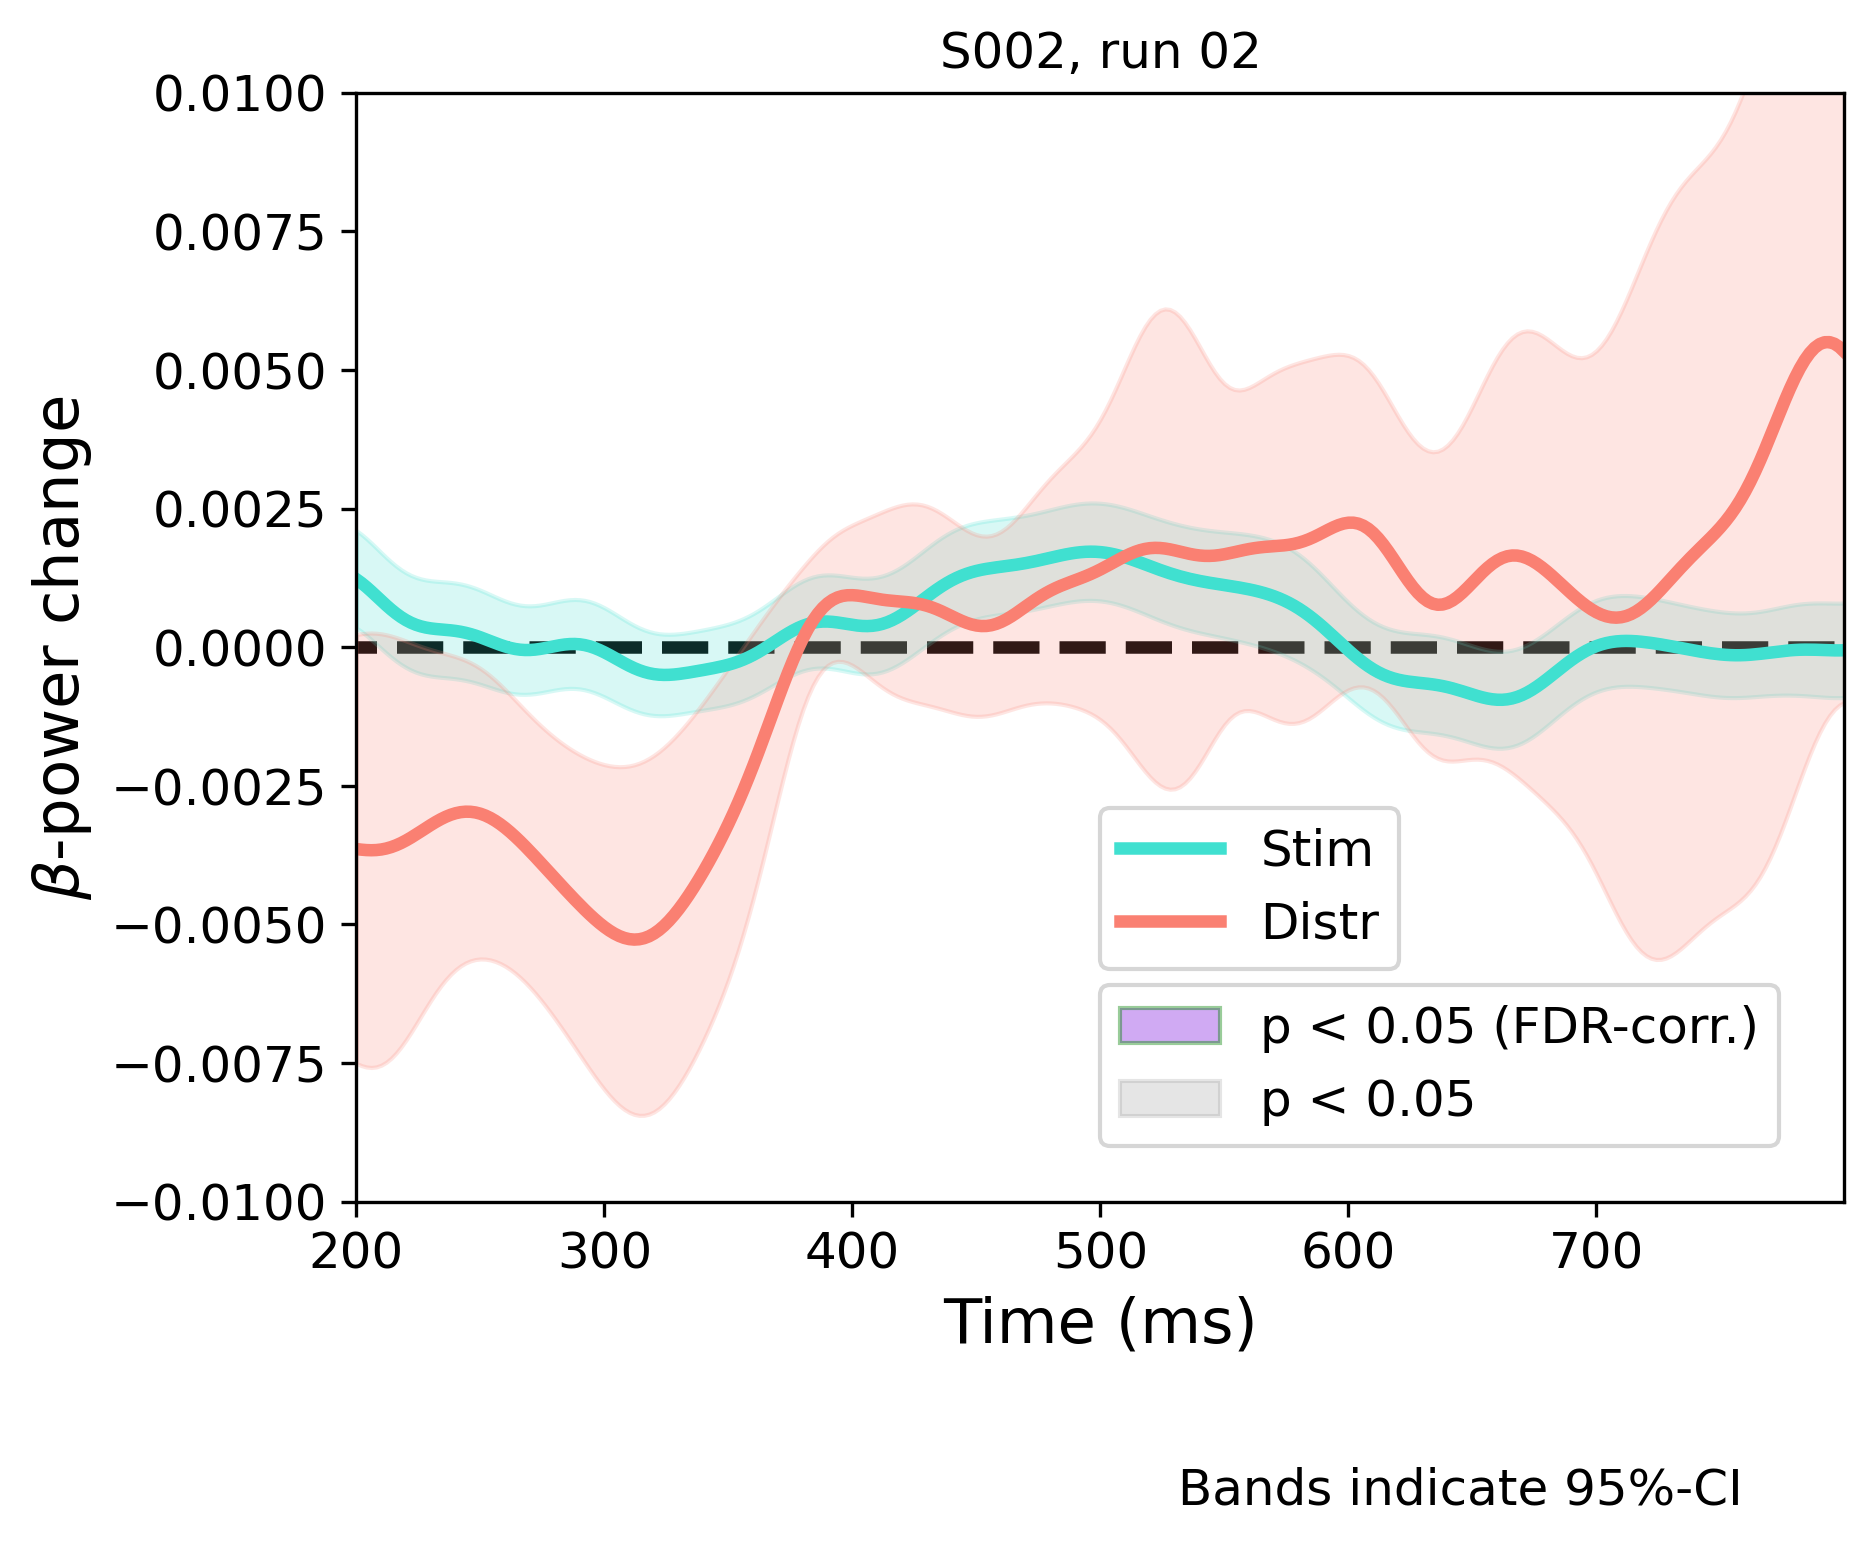 S002, run 02
0.0100
0.0075
0.0050
0.0025
0.0000
−0.0025
−0.0050
−0.0075
−0.0100
β-power change
Stim
Distr
p < 0.05 (FDR-corr.)
p < 0.05
200 300 400 500 600 700
Time (ms)
Bands indicate 95%-CI